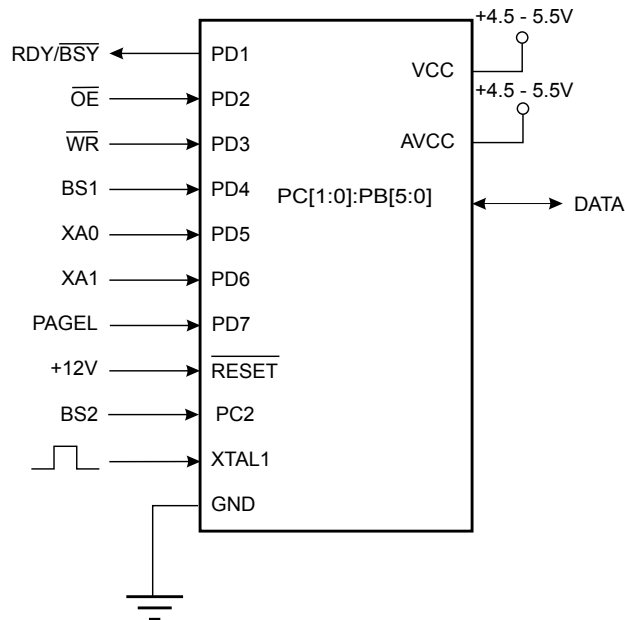 +4.5 - 5.5V
RDY/BSY PD1
VCC
OE PD2
+4.5 - 5.5V
WR PD3
AVCC
BS1 PD4
PC[1:0]:PB[5:0]
DATA
XA0 PD5
XA1 PD6
PAGEL PD7
+12V RESET
BS2 PC2
XTAL1
GND